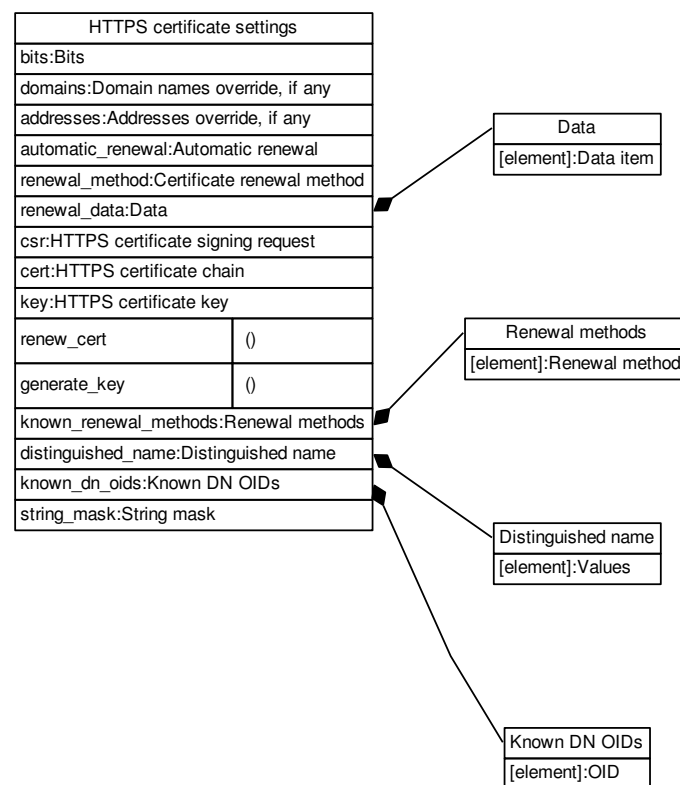 HTTPS certificate settings
bits:Bits
domains:Domain names override, if any
addresses:Addresses override, if any
automatic_renewal:Automatic renewal
renewal_method:Certificate renewal method
renewal_data:Data
csr:HTTPS certificate signing request
cert:HTTPS certificate chain
key:HTTPS certificate key
renew_cert ()
generate_key ()
known_renewal_methods:Renewal methods
distinguished_name:Distinguished name
known_dn_oids:Known DN OIDs
string_mask:String mask
Data
[element]:Data item
Renewal methods
[element]:Renewal method
Distinguished name
[element]:Values
Known DN OIDs
[element]:OID